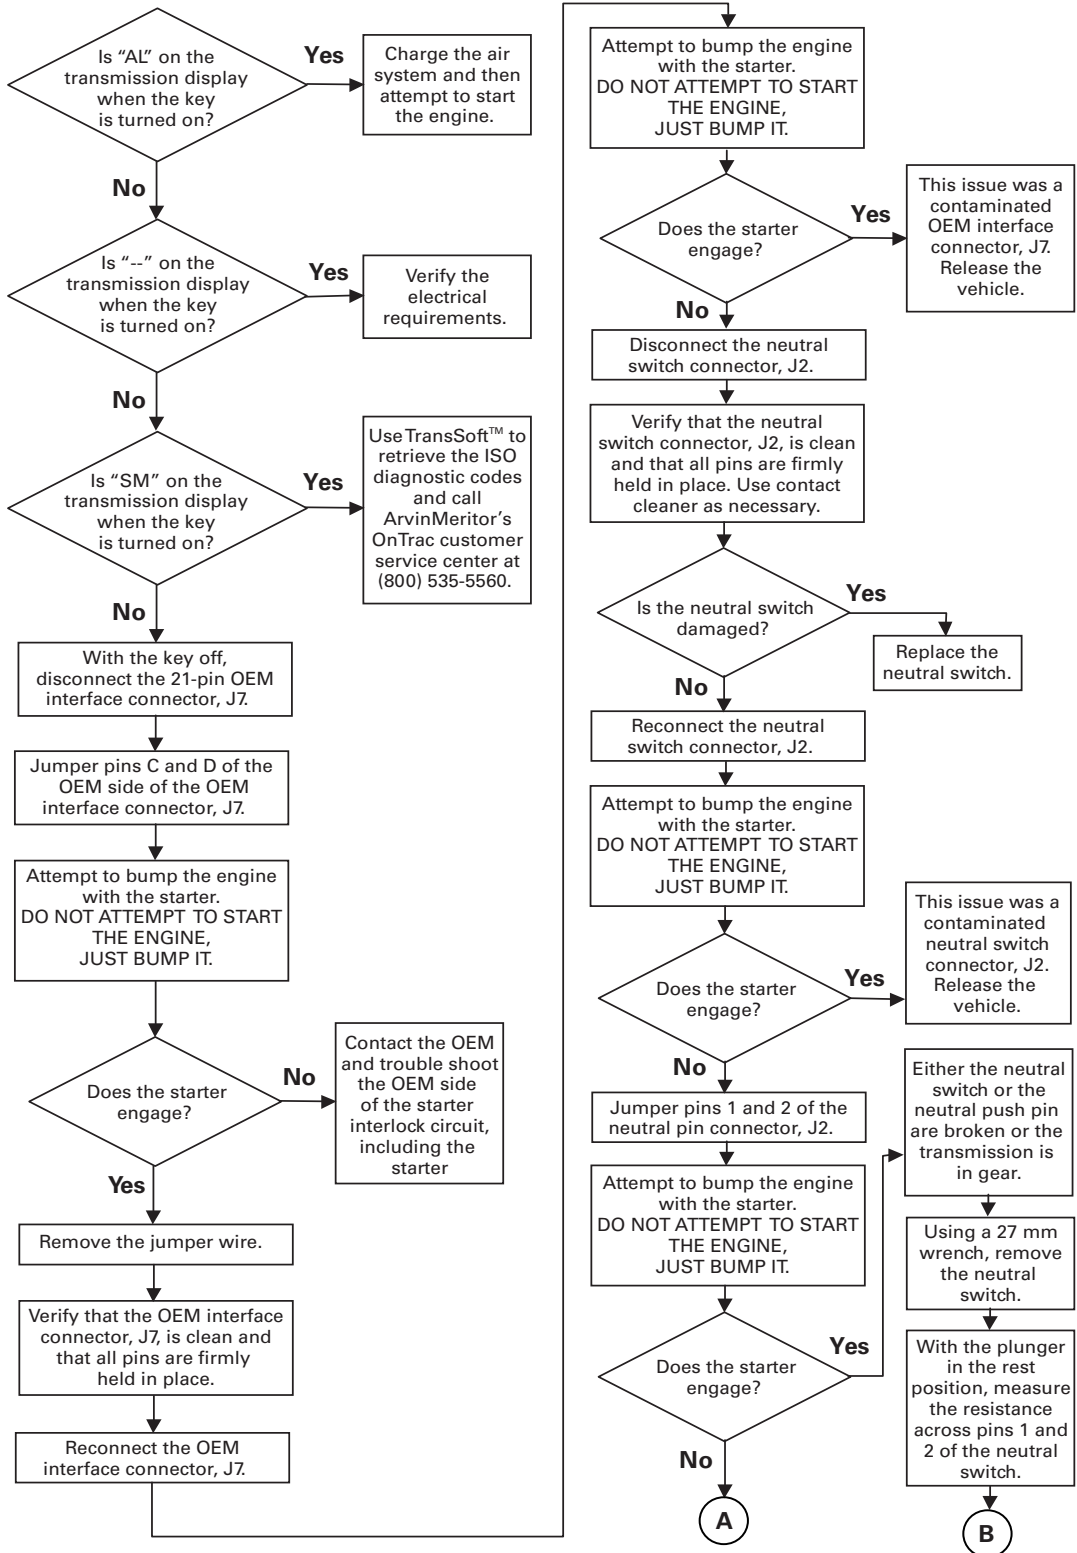 Is “AL” on the
transmission display
when the key
is turned on?
Yes
Charge the air
system and then
attempt to start
the engine.
No
Is “--” on the
transmission display
when the key
is turned on?
Yes
Verify the
electrical
requirements.
No
Is “SM” on the
transmission display
when the key
is turned on?
Yes
Use TransSoft™ to
retrieve the ISO
diagnostic codes
and call
ArvinMeritor’s
OnTrac customer
service center at
(800) 535-5560.
No
With the key off,
disconnect the 21-pin OEM
interface connector, J7.
Jumper pins C and D of the
OEM side of the OEM
interface connector, J7.
Attempt to bump the engine
with the starter.
DO NOT ATTEMPT TO START
THE ENGINE,
JUST BUMP IT.
Does the starter
engage?
No
Contact the OEM
and trouble shoot
the OEM side
of the starter
interlock circuit,
including the
starter
Yes
Remove the jumper wire.
Verify that the OEM interface
connector, J7, is clean and
that all pins are firmly
held in place.
Reconnect the OEM
interface connector, J7.
Attempt to bump the engine
with the starter.
DO NOT ATTEMPT TO START
THE ENGINE,
JUST BUMP IT.
Does the starter
engage?
Yes
This issue was a
contaminated
OEM interface
connector, J7.
Release the
vehicle.
No
Disconnect the neutral
switch connector, J2.
Verify that the neutral
switch connector, J2, is clean
and that all pins are firmly
held in place. Use contact
cleaner as necessary.
Is the neutral switch
damaged?
Yes
Replace the
neutral switch.
No
Reconnect the neutral
switch connector, J2.
Attempt to bump the engine
with the starter.
DO NOT ATTEMPT TO START
THE ENGINE,
JUST BUMP IT.
Does the starter
engage?
Yes
This issue was a
contaminated
neutral switch
connector, J2.
Release the
vehicle.
No
Jumper pins 1 and 2 of the
neutral pin connector, J2.
Attempt to bump the engine
with the starter.
DO NOT ATTEMPT TO START
THE ENGINE,
JUST BUMP IT.
Does the starter
engage?
Yes
Either the neutral
switch or the
neutral push pin
are broken or the
transmission is
in gear.
Using a 27 mm
wrench, remove
the neutral
switch.
With the plunger
in the rest
position, measure
the resistance
across pins 1 and
2 of the neutral
switch.
No
A
B